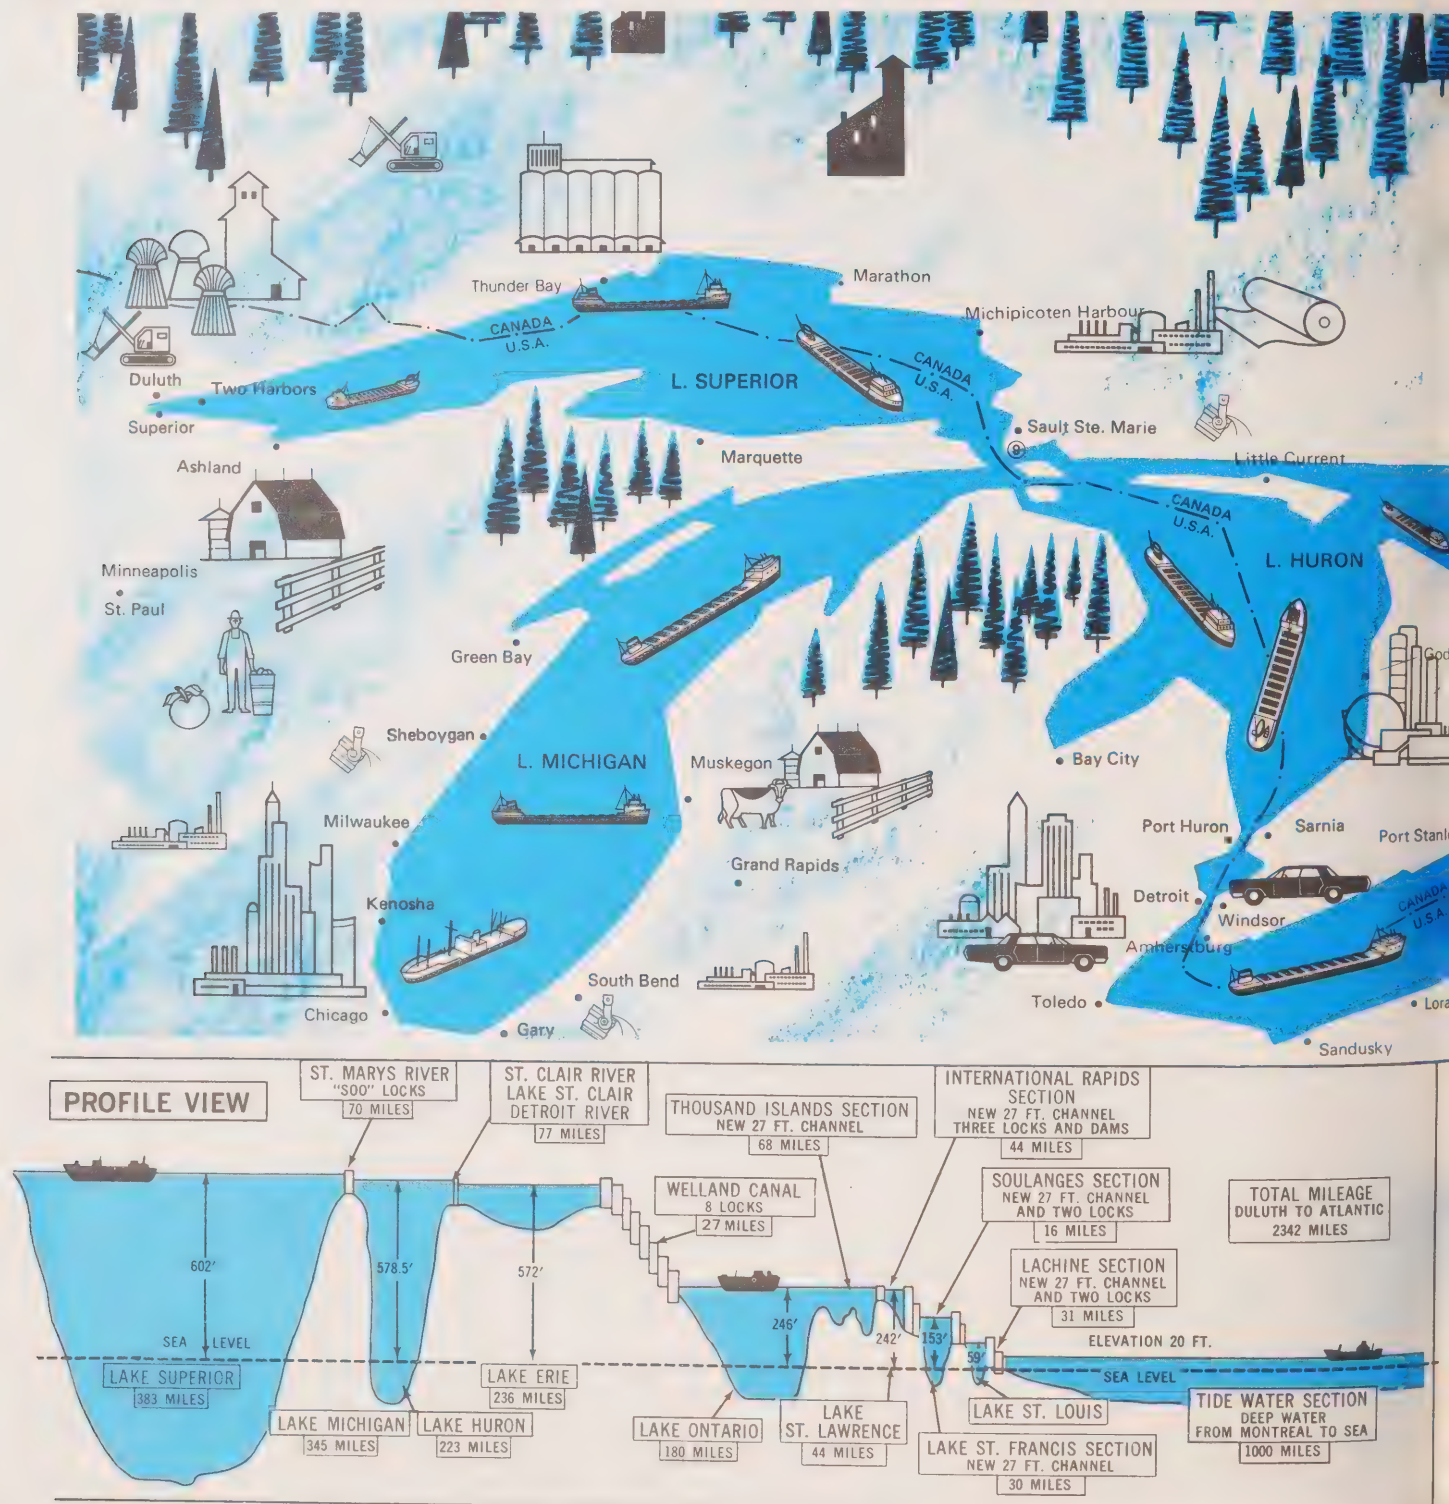 Thunder Bay
Marathon
Michipicoten Harbour
CANADA
U.S.A.
CANADA
U.S.A.
Duluth
Two Harbors
L. SUPERIOR
Superior
Sault Ste. Marie
8
Ashland
Marquette
Little Current
CANADA
U.S.A.
L. HURON
Minneapolis
St. Paul
Green Bay
God
Sheboygan
L. MICHIGAN
Muskegon
Bay City
Milwaukee
Port Huron
Sarnia
Port Stanl
Grand Rapids
Kenosha
Detroit
Windsor
CANADA
U.S.A.
Amherstburg
South Bend
Chicago
Gary
Toledo
Lora
Sandusky
PROFILE VIEW
ST. MARYS RIVER
"SOO" LOCKS
70 MILES
ST. CLAIR RIVER
LAKE ST. CLAIR
DETROIT RIVER
77 MILES
THOUSAND ISLANDS SECTION
NEW 27 FT. CHANNEL
68 MILES
INTERNATIONAL RAPIDS
SECTION
NEW 27 FT. CHANNEL
THREE LOCKS AND DAMS
44 MILES
WELLAND CANAL
8 LOCKS
27 MILES
SOULANGES SECTION
NEW 27 FT. CHANNEL
AND TWO LOCKS
16 MILES
TOTAL MILEAGE
DULUTH TO ATLANTIC
2342 MILES
LACHINE SECTION
NEW 27 FT. CHANNEL
AND TWO LOCKS
31 MILES
602'
578.5'
572'
246'
242'
153'
59'
ELEVATION 20 FT.
SEA LEVEL
SEA LEVEL
LAKE SUPERIOR
383 MILES
LAKE MICHIGAN
345 MILES
LAKE HURON
223 MILES
LAKE ERIE
236 MILES
LAKE ONTARIO
180 MILES
LAKE
ST. LAWRENCE
44 MILES
LAKE ST. FRANCIS SECTION
NEW 27 FT. CHANNEL
30 MILES
LAKE ST. LOUIS
TIDE WATER SECTION
DEEP WATER
FROM MONTREAL TO SEA
1000 MILES